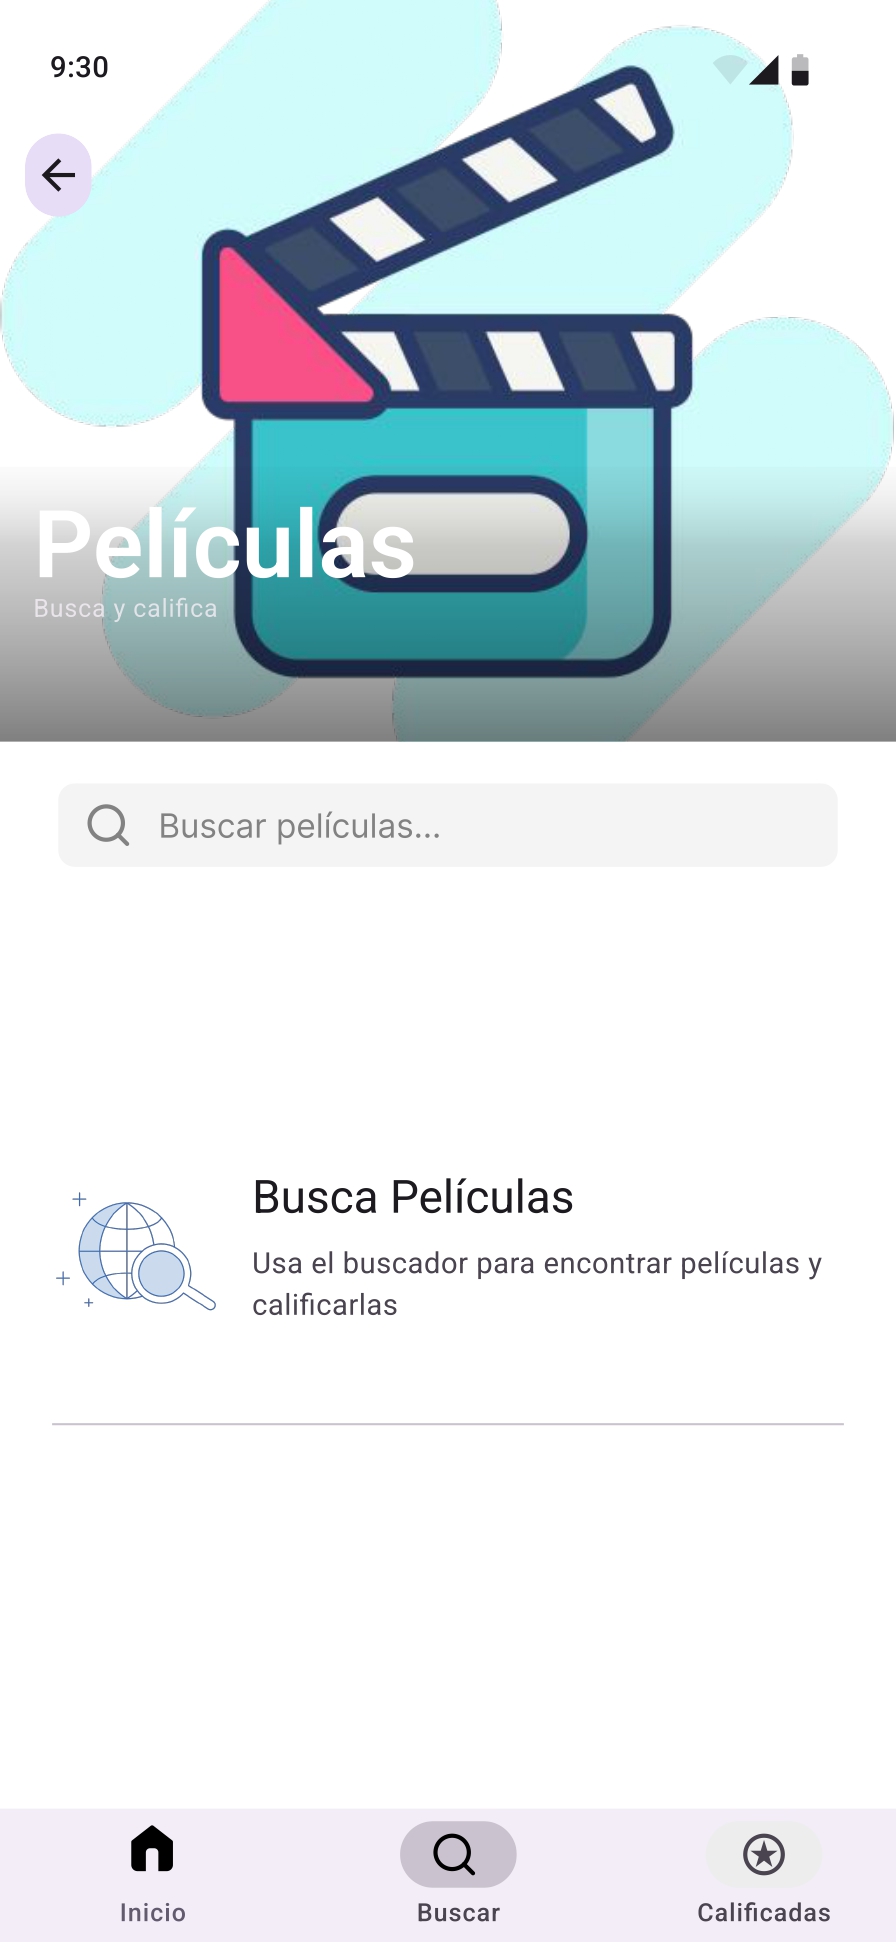 9:30
Películas
Busca y califica
Buscar películas...
Busca Películas
Usa el buscador para encontrar películas y
calificarlas
Inicio
Buscar
Calificadas